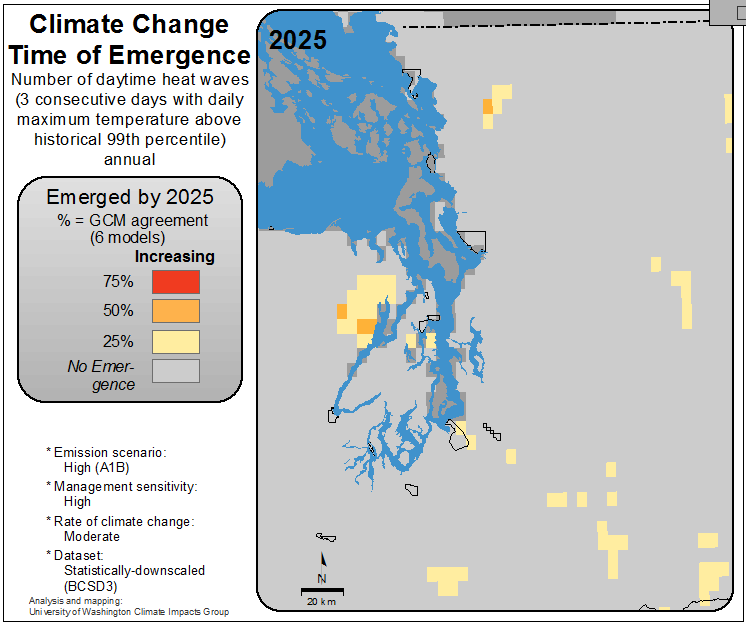 Climate Change
Time of Emergence
Number of daytime heat waves
(3 consecutive days with daily
maximum temperature above
historical 99th percentile)
annual
Emerged by 2025
% = GCM agreement
(6 models)
Increasing
75%
50%
25%
No Emer-
gence
* Emission scenario:
High (A1B)
* Management sensitivity:
High
* Rate of climate change:
Moderate
* Dataset:
Statistically-downscaled
(BCSD3)
Analysis and mapping:
University of Washington Climate Impacts Group
2025
N
20 km